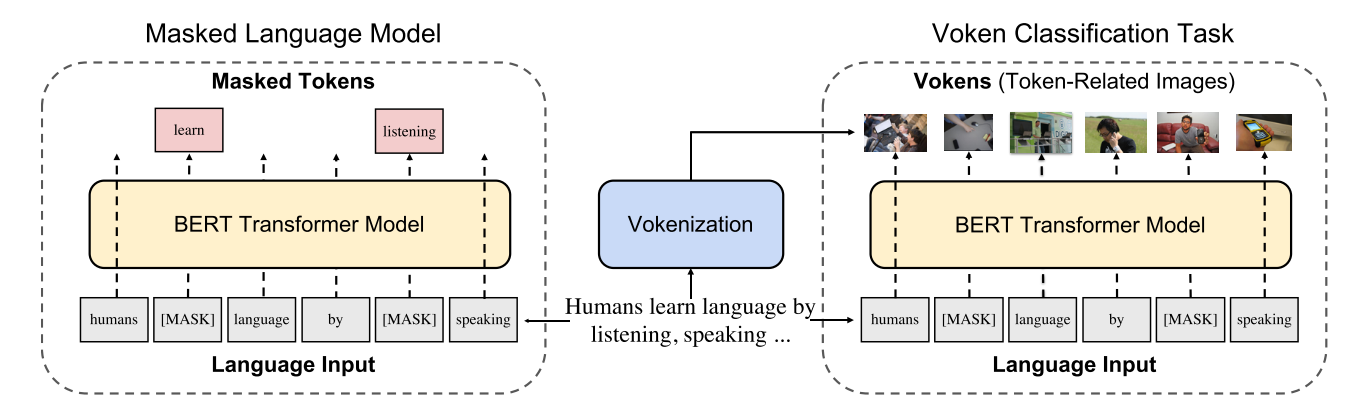 Masked Language Model
Masked Tokens
learn
listening
BERT Transformer Model
humans
[MASK]
language
by
[MASK]
speaking
Language Input
Vokenization
Humans learn language by
listening, speaking ...
Voken Classification Task
Vokens (Token-Related Images)
BERT Transformer Model
humans
[MASK]
language
by
[MASK]
speaking
Language Input